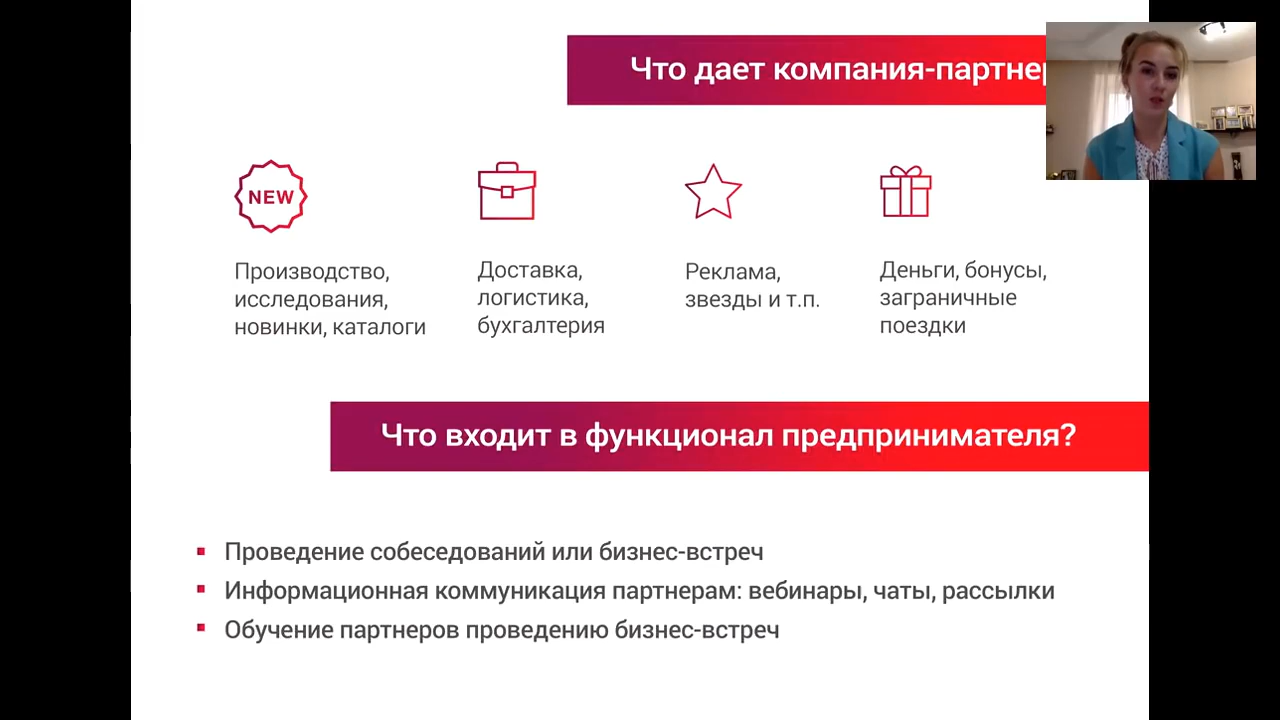 Что дает компания-партнер
NEW
Производство,
исследования,
новинки, каталоги
Доставка,
логистика,
бухгалтерия
Реклама,
звезды и т.п.
Деньги, бонусы,
заграничные
поездки
Что входит в функционал предпринимателя?
Проведение собеседований или бизнес-встреч
Информационная коммуникация партнерам: вебинары, чаты, рассылки
Обучение партнеров проведению бизнес-встреч